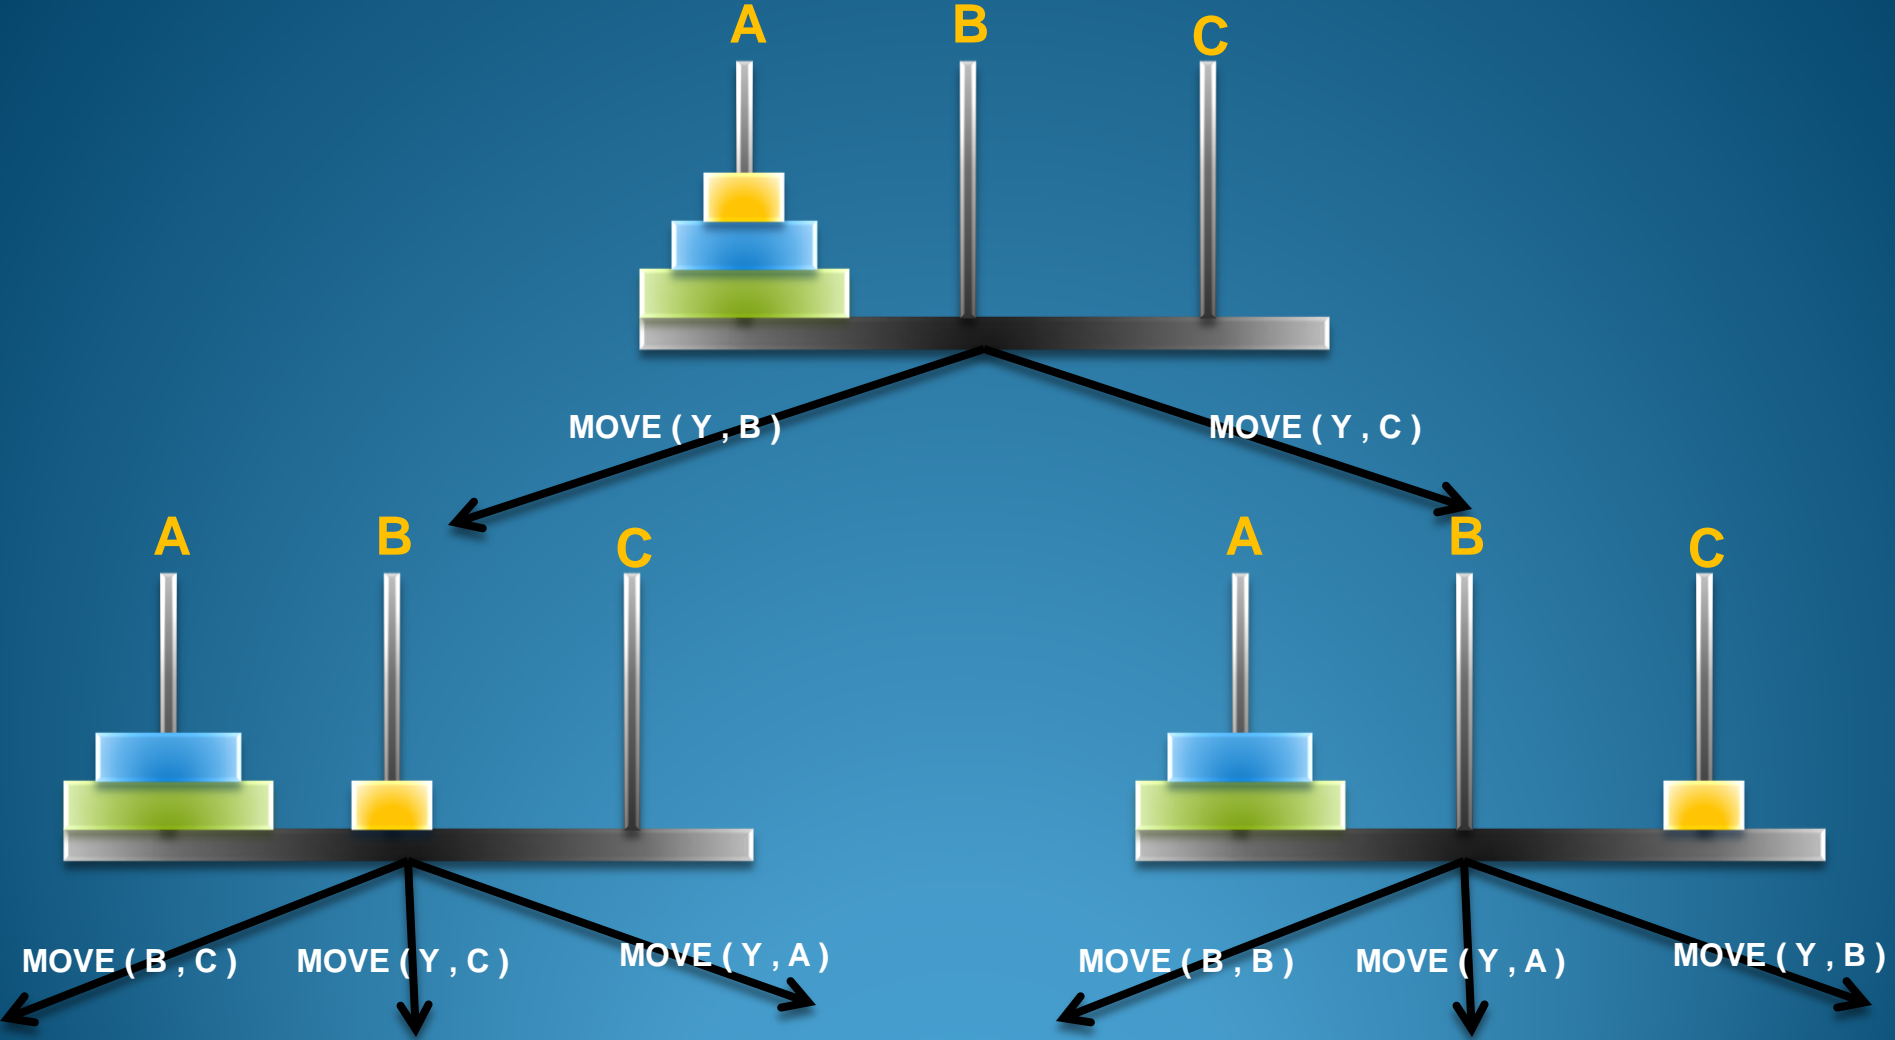 A B C
MOVE ( Y , B ) MOVE ( Y , C )
A B C A B C
MOVE ( B , C ) MOVE ( Y , C ) MOVE ( Y , A ) MOVE ( B , B ) MOVE ( Y , A ) MOVE ( Y , B )